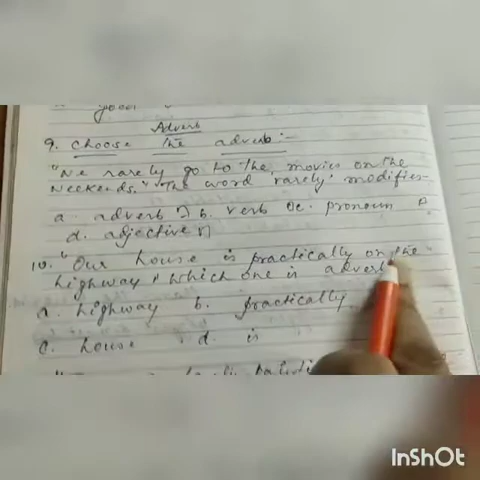 Adverb
9. choose the adverb :-
"We rarely go to the movies on the
weekends." The word 'rarely' modifies-
a. adverb b. verb c. pronoun
d. adjective
10. "Our house is practically on the
highway" which one is adverb
a. highway b. practically
c. house d. is
InShOt